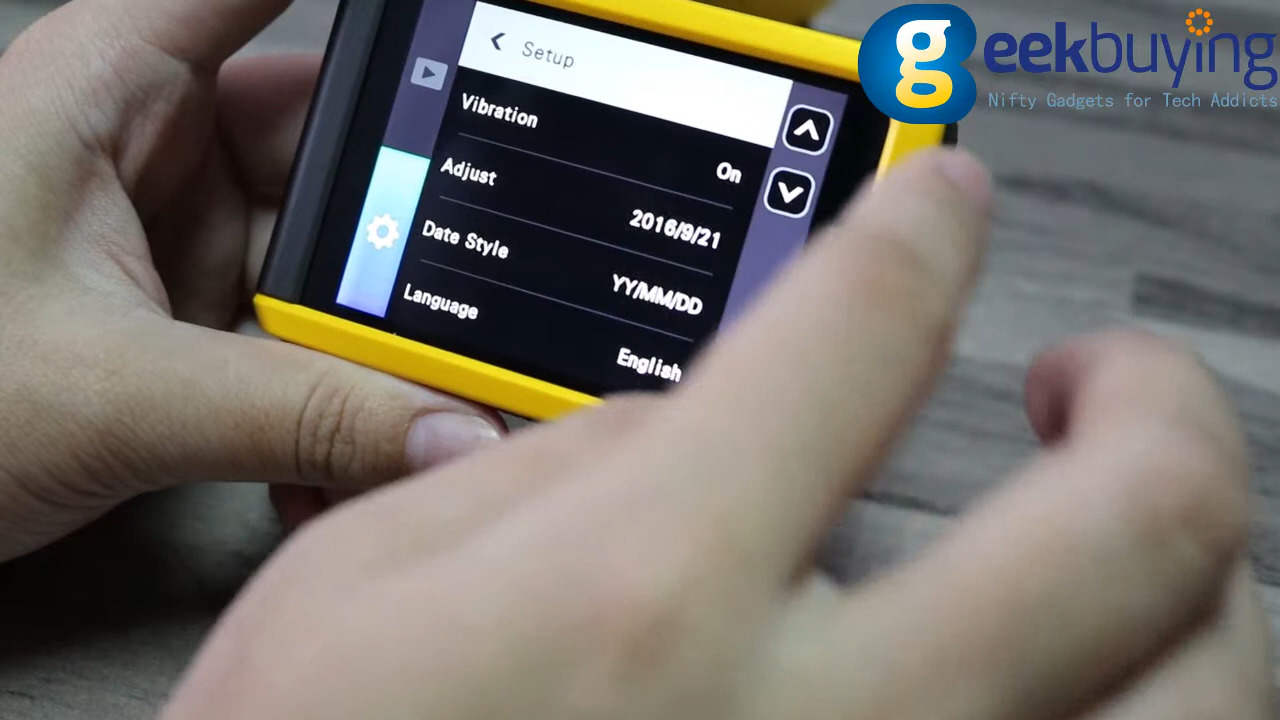 geekbuying
Nifty Gadgets for Tech Addicts
Setup
Vibration
On
Adjust
2016/9/21
Date Style
YY/MM/DD
Language
English